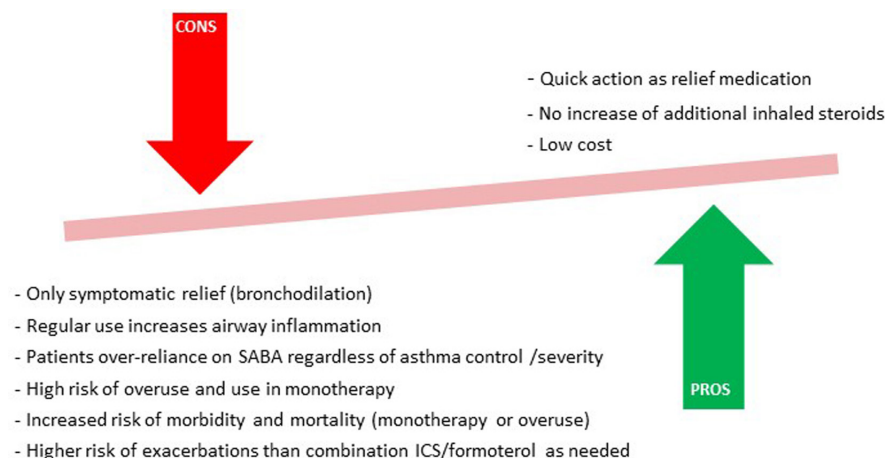 CONS
- Quick action as relief medication
- No increase of additional inhaled steroids
- Low cost
- Only symptomatic relief (bronchodilation)
- Regular use increases airway inflammation
- Patients over-reliance on SABA regardless of asthma control /severity
- High risk of overuse and use in monotherapy
- Increased risk of morbidity and mortality (monotherapy or overuse)
- Higher risk of exacerbations than combination ICS/formoterol as needed
PROS